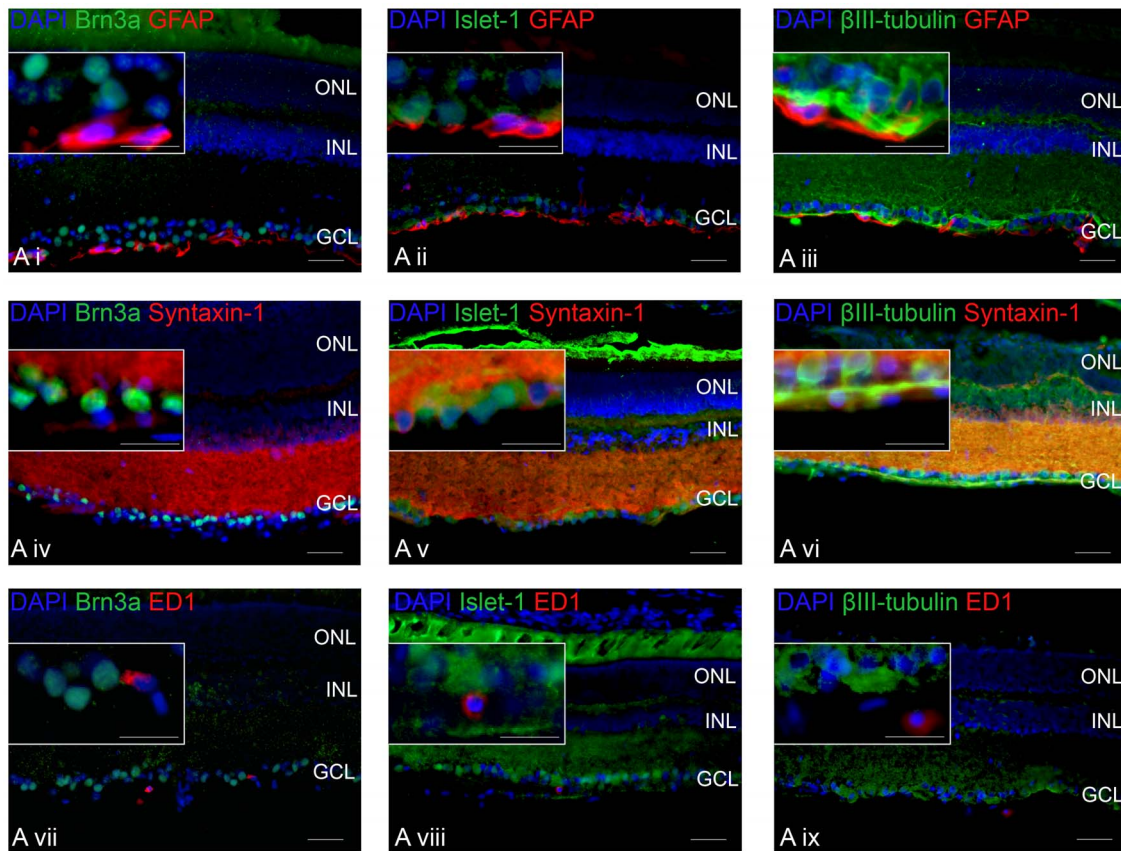 DAPI Brn3a GFAP
ONL
INL
GCL
A i
DAPI Islet-1 GFAP
ONL
INL
GCL
A ii
DAPI βIII-tubulin GFAP
ONL
INL
GCL
A iii
DAPI Brn3a Syntaxin-1
ONL
INL
GCL
A iv
DAPI Islet-1 Syntaxin-1
ONL
INL
GCL
A v
DAPI βIII-tubulin Syntaxin-1
ONL
INL
GCL
A vi
DAPI Brn3a ED1
ONL
INL
GCL
A vii
DAPI Islet-1 ED1
ONL
INL
GCL
A viii
DAPI βIII-tubulin ED1
ONL
INL
GCL
A ix